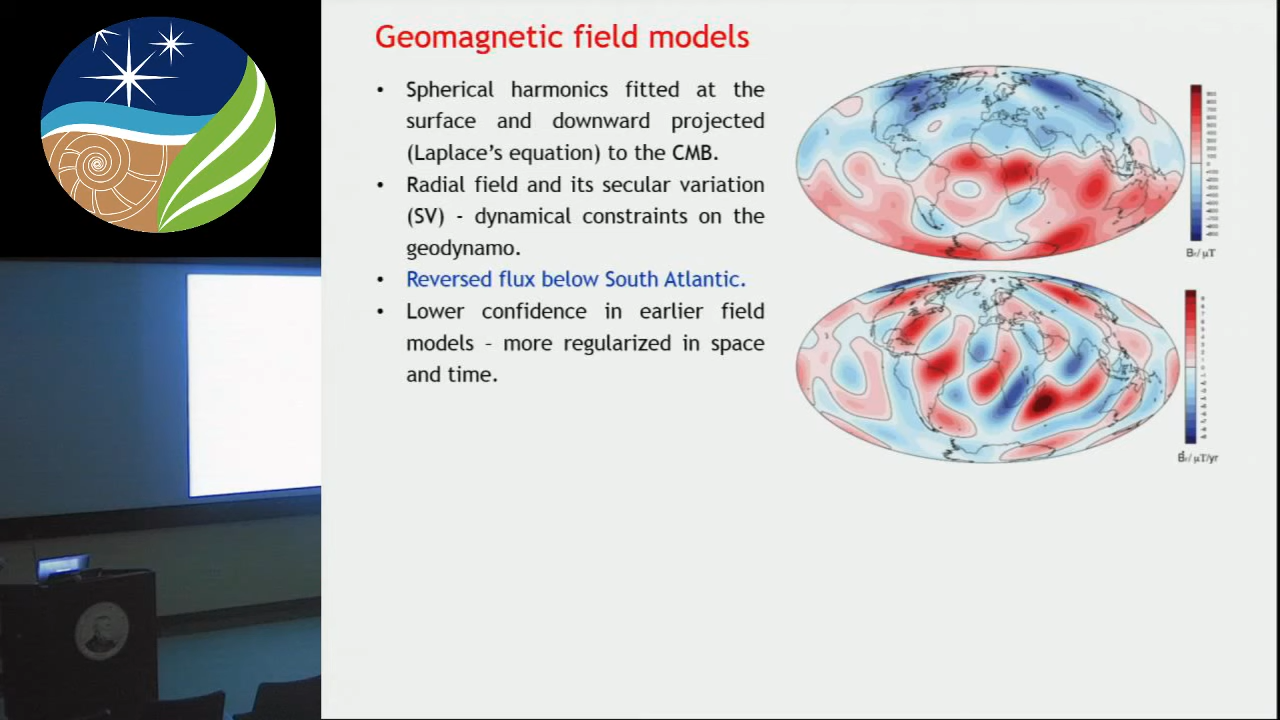 Geomagnetic field models
• Spherical harmonics fitted at the
surface and downward projected
(Laplace's equation) to the CMB.
• Radial field and its secular variation
(SV) - dynamical constraints on the
geodynamo.
• Reversed flux below South Atlantic.
• Lower confidence in earlier field
models – more regularized in space
and time.
Br/ μT
Ḃr/ μT/yr